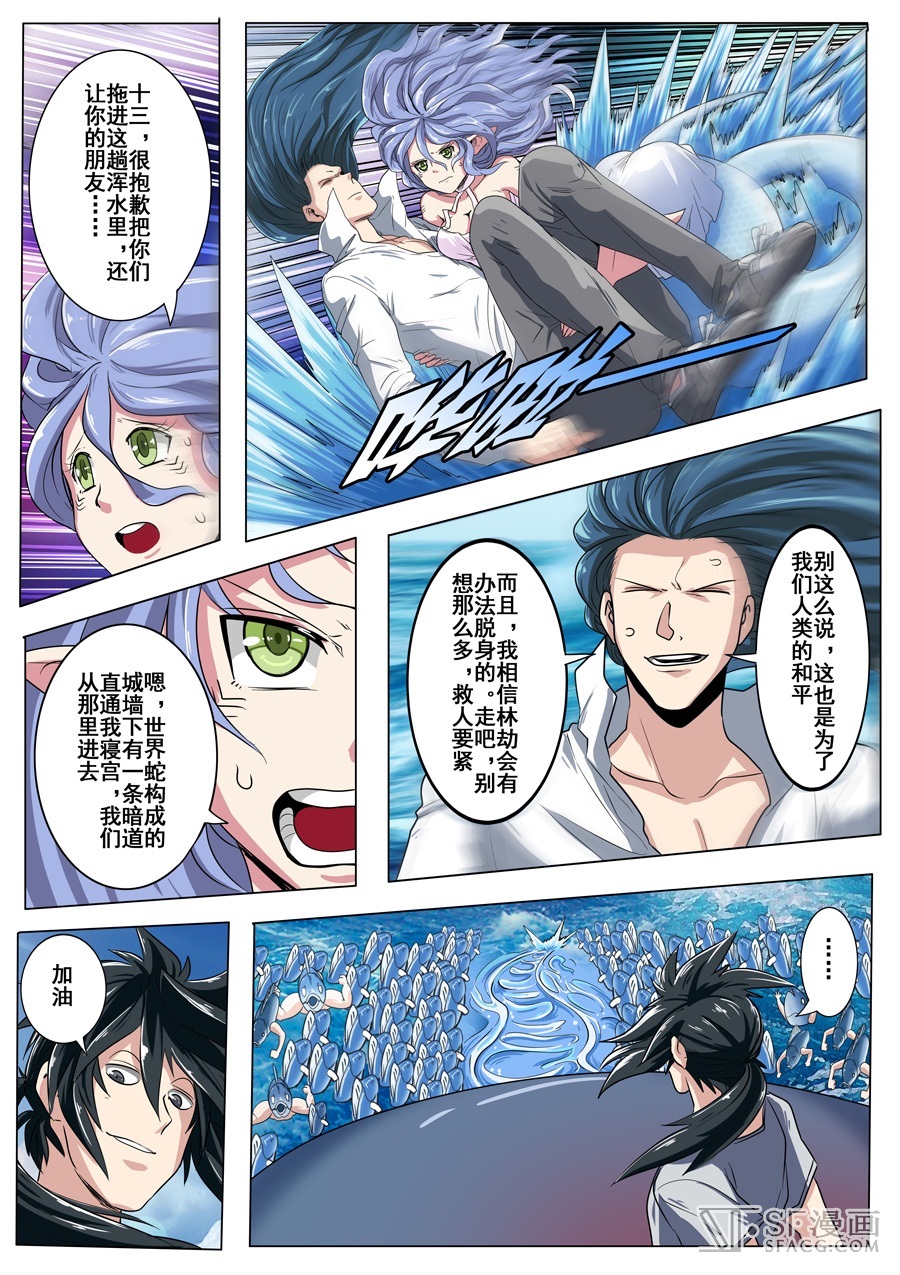 十三，很抱歉把你们
拖进这趟浑水里，还
让你的朋友……
别这么说，这也是为了
我们人类的和平
而且，我相信林劫会有
办法脱身的。走吧，别
想那么多，救人要紧
嗯，世界蛇构成的
城墙下有一条暗道
直通我寝宫，我们
从那里进去
……
加油
SF漫画
SFACG.COM